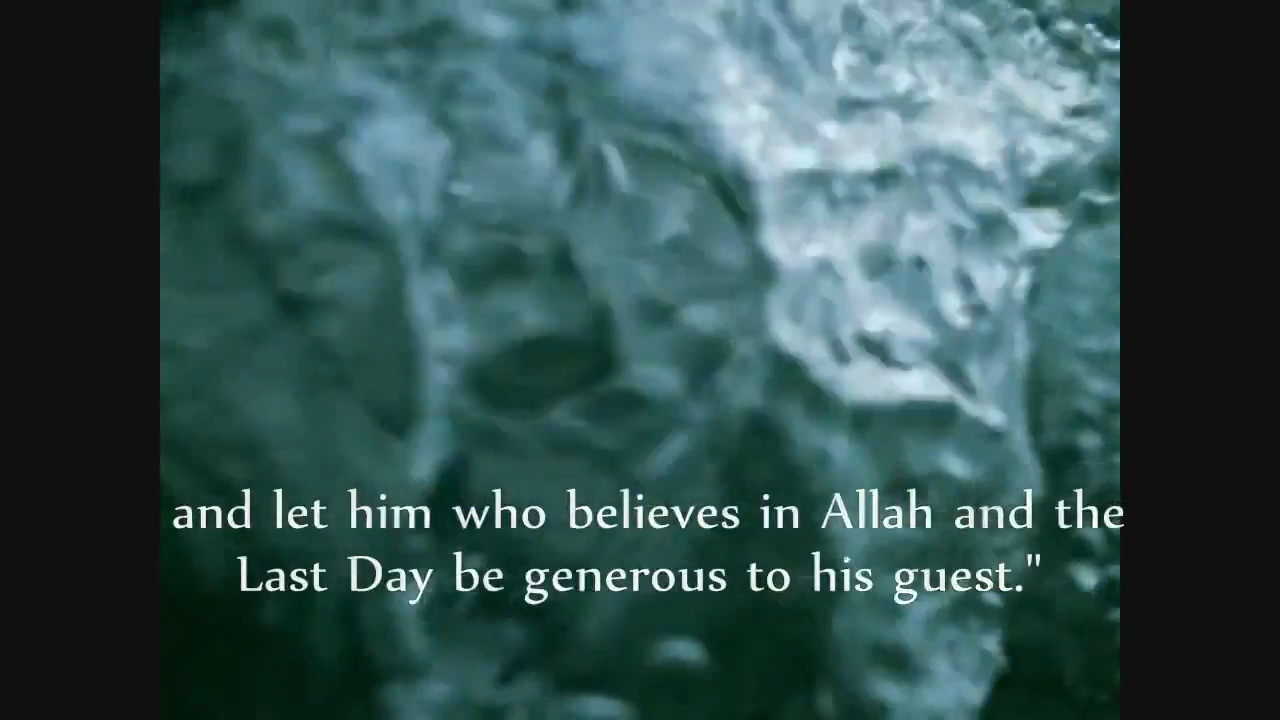 and let him who believes in Allah and the
Last Day be generous to his guest."